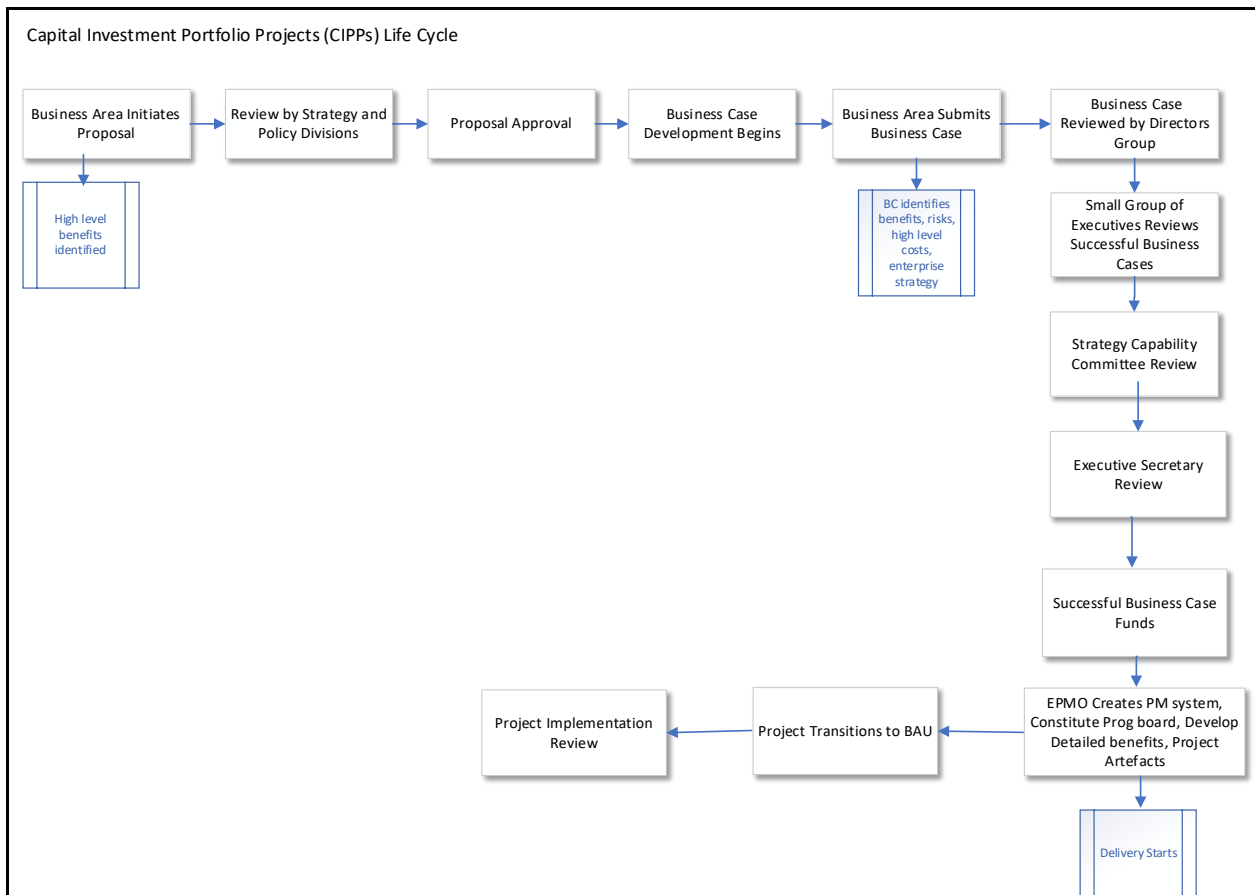 Capital Investment Portfolio Projects (CIPPs) Life Cycle
Business Area Initiates
Proposal
Review by Strategy and
Policy Divisions
Proposal Approval
Business Case
Development Begins
Business Area Submits
Business Case
Business Case
Reviewed by Directors
Group
High level
benefits
identified
BC identifies
benefits, risks,
high level
costs,
enterprise
strategy
Small Group of
Executives Reviews
Successful Business
Cases
Strategy Capability
Committee Review
Executive Secretary
Review
Successful Business Case
Funds
EPMO Creates PM system,
Constitute Prog board, Develop
Detailed benefits, Project
Artefacts
Project Transitions to BAU
Project Implementation
Review
Delivery Starts